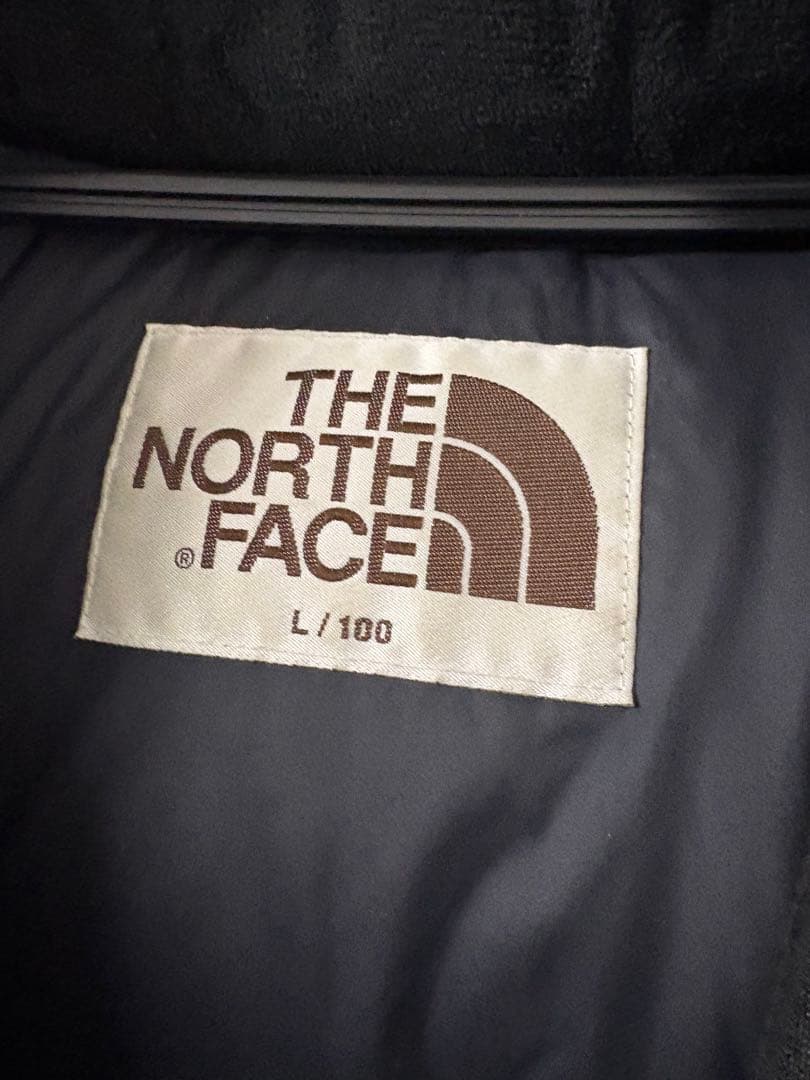 THE
NORTH
® FACE
L / 100